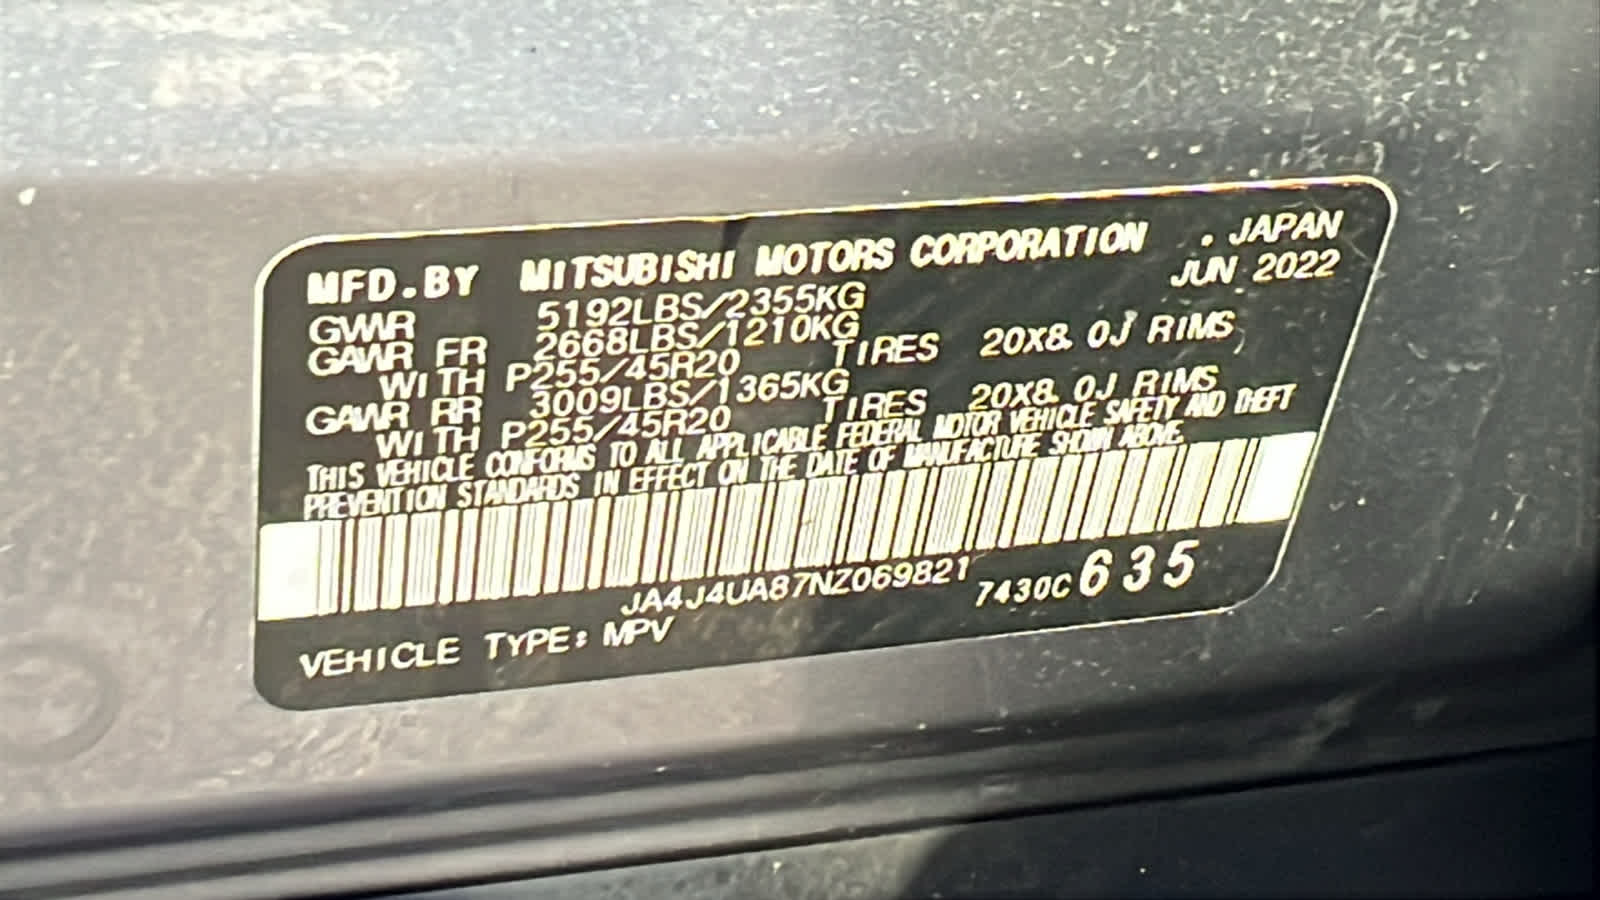 MFD.BY MITSUBISHI MOTORS CORPORATION . JAPAN
GVWR 5192LBS/2355KG JUN 2022
GAWR FR 2668LBS/1210KG
WITH P255/45R20 TIRES 20X8.0J RIMS,
GAWR RR 3009LBS/1365KG
WITH P255/45R20 TIRES 20X8.0J RIMS
THIS VEHICLE CONFORMS TO ALL APPLICABLE FEDERAL MOTOR VEHICLE SAFETY AND THEFT
PREVENTION STANDARDS IN EFFECT ON THE DATE OF MANUFACTURE SHOWN ABOVE.
JA4J4UA87NZ069821 7430C 635
VEHICLE TYPE: MPV